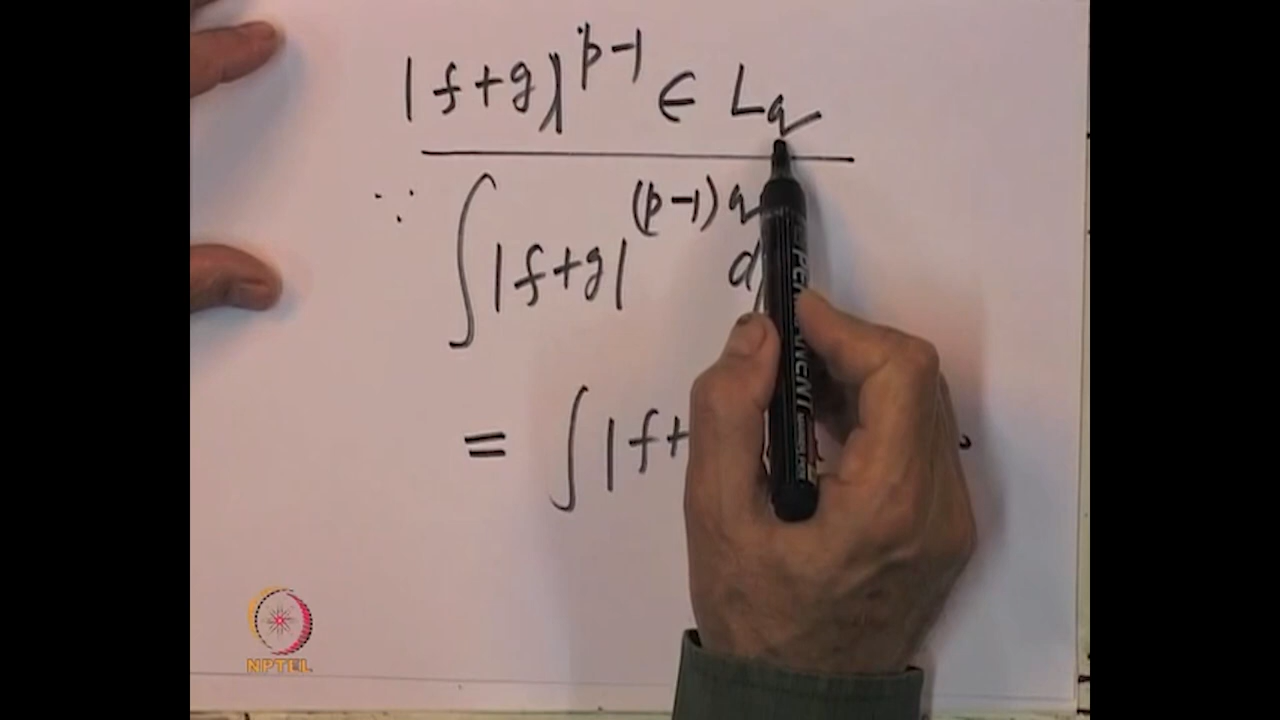 |f+g|^{p-1} ∈ L_q
∵ ∫ |f+g|^{(p-1)q} d
= ∫ |f+
NPTEL
PERMANENT